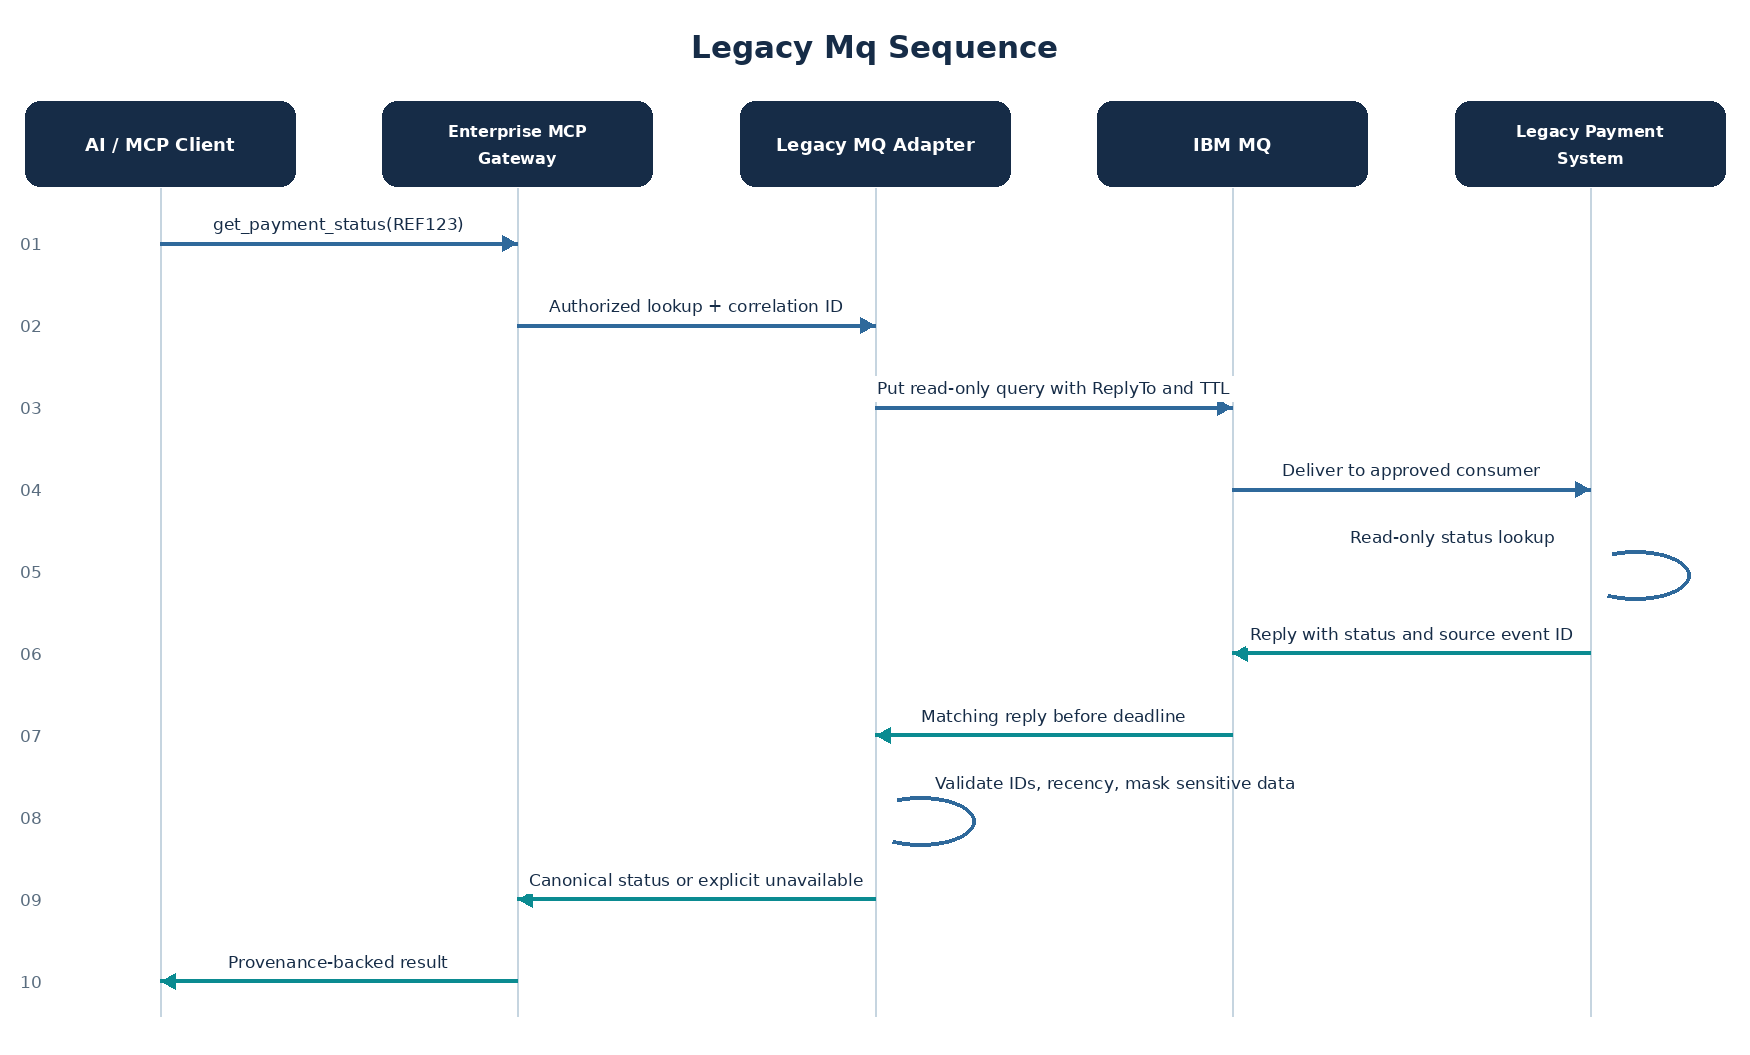 Legacy Mq Sequence
AI / MCP Client
Enterprise MCP
Gateway
Legacy MQ Adapter
IBM MQ
Legacy Payment
System
01
get_payment_status(REF123)
02
Authorized lookup + correlation ID
03
Put read-only query with ReplyTo and TTL
04
Deliver to approved consumer
05
Read-only status lookup
06
Reply with status and source event ID
07
Matching reply before deadline
08
Validate IDs, recency, mask sensitive data
09
Canonical status or explicit unavailable
10
Provenance-backed result